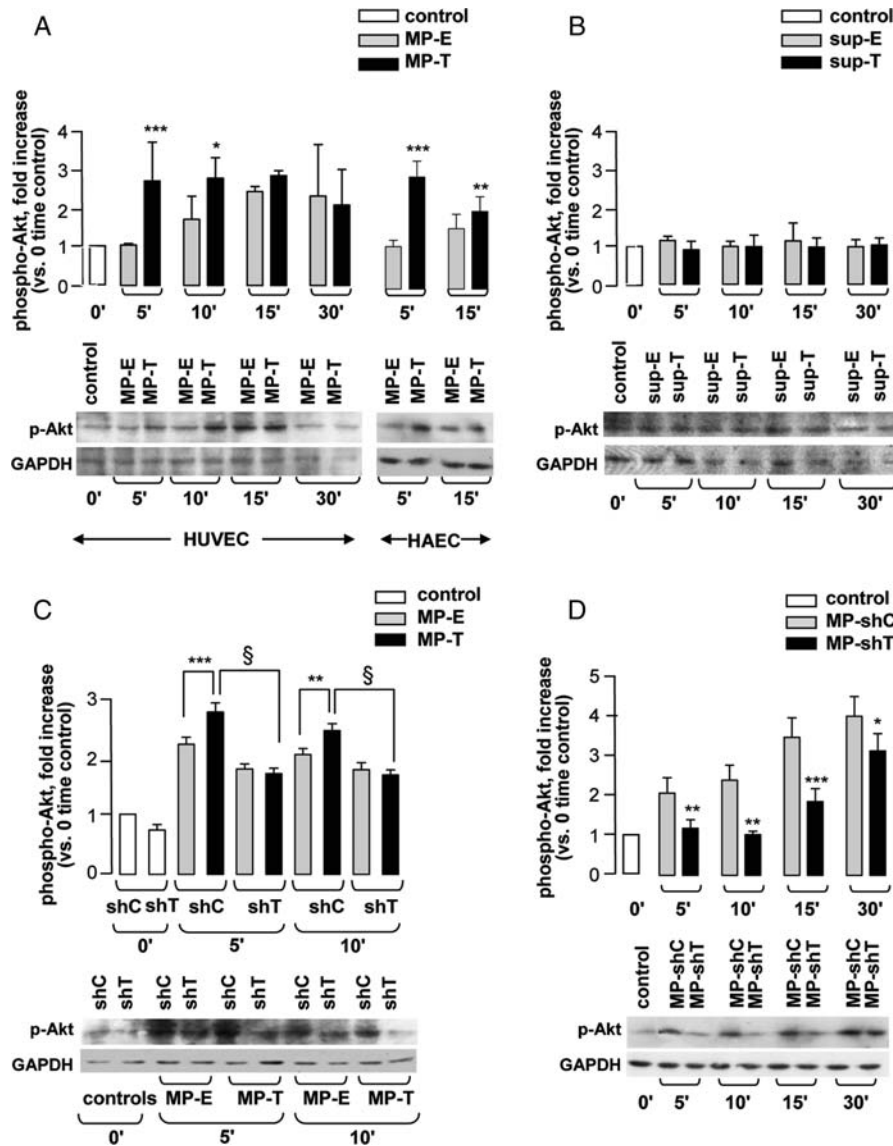 A
control
MP-E
MP-T
phospho-Akt, fold increase
(vs. 0 time control)
4
3
2
1
0
***
*
***
**
0' 5' 10' 15' 30' 5' 15'
control MP-E MP-T MP-E MP-T MP-E MP-T MP-E MP-T MP-E MP-T MP-E MP-T
p-Akt
GAPDH
0' 5' 10' 15' 30' 5' 15'
HUVEC HAEC
B
control
sup-E
sup-T
phospho-Akt, fold increase
(vs. 0 time control)
4
3
2
1
0
0' 5' 10' 15' 30'
control sup-E sup-T sup-E sup-T sup-E sup-T sup-E sup-T
p-Akt
GAPDH
0' 5' 10' 15' 30'
C
control
MP-E
MP-T
phospho-Akt, fold increase
(vs. 0 time control)
3
2
1
0
*** § ** §
shC shT shC shT shC shT
0' 5' 10'
shC shT shC shT shC shT shC shT shC shT
p-Akt
GAPDH
controls MP-E MP-T MP-E MP-T
0' 5' 10'
D
control
MP-shC
MP-shT
phospho-Akt, fold increase
(vs. 0 time control)
5
4
3
2
1
0
**
**
***
*
0' 5' 10' 15' 30'
control MP-shC MP-shT MP-shC MP-shT MP-shC MP-shT MP-shC MP-shT
p-Akt
GAPDH
0' 5' 10' 15' 30'